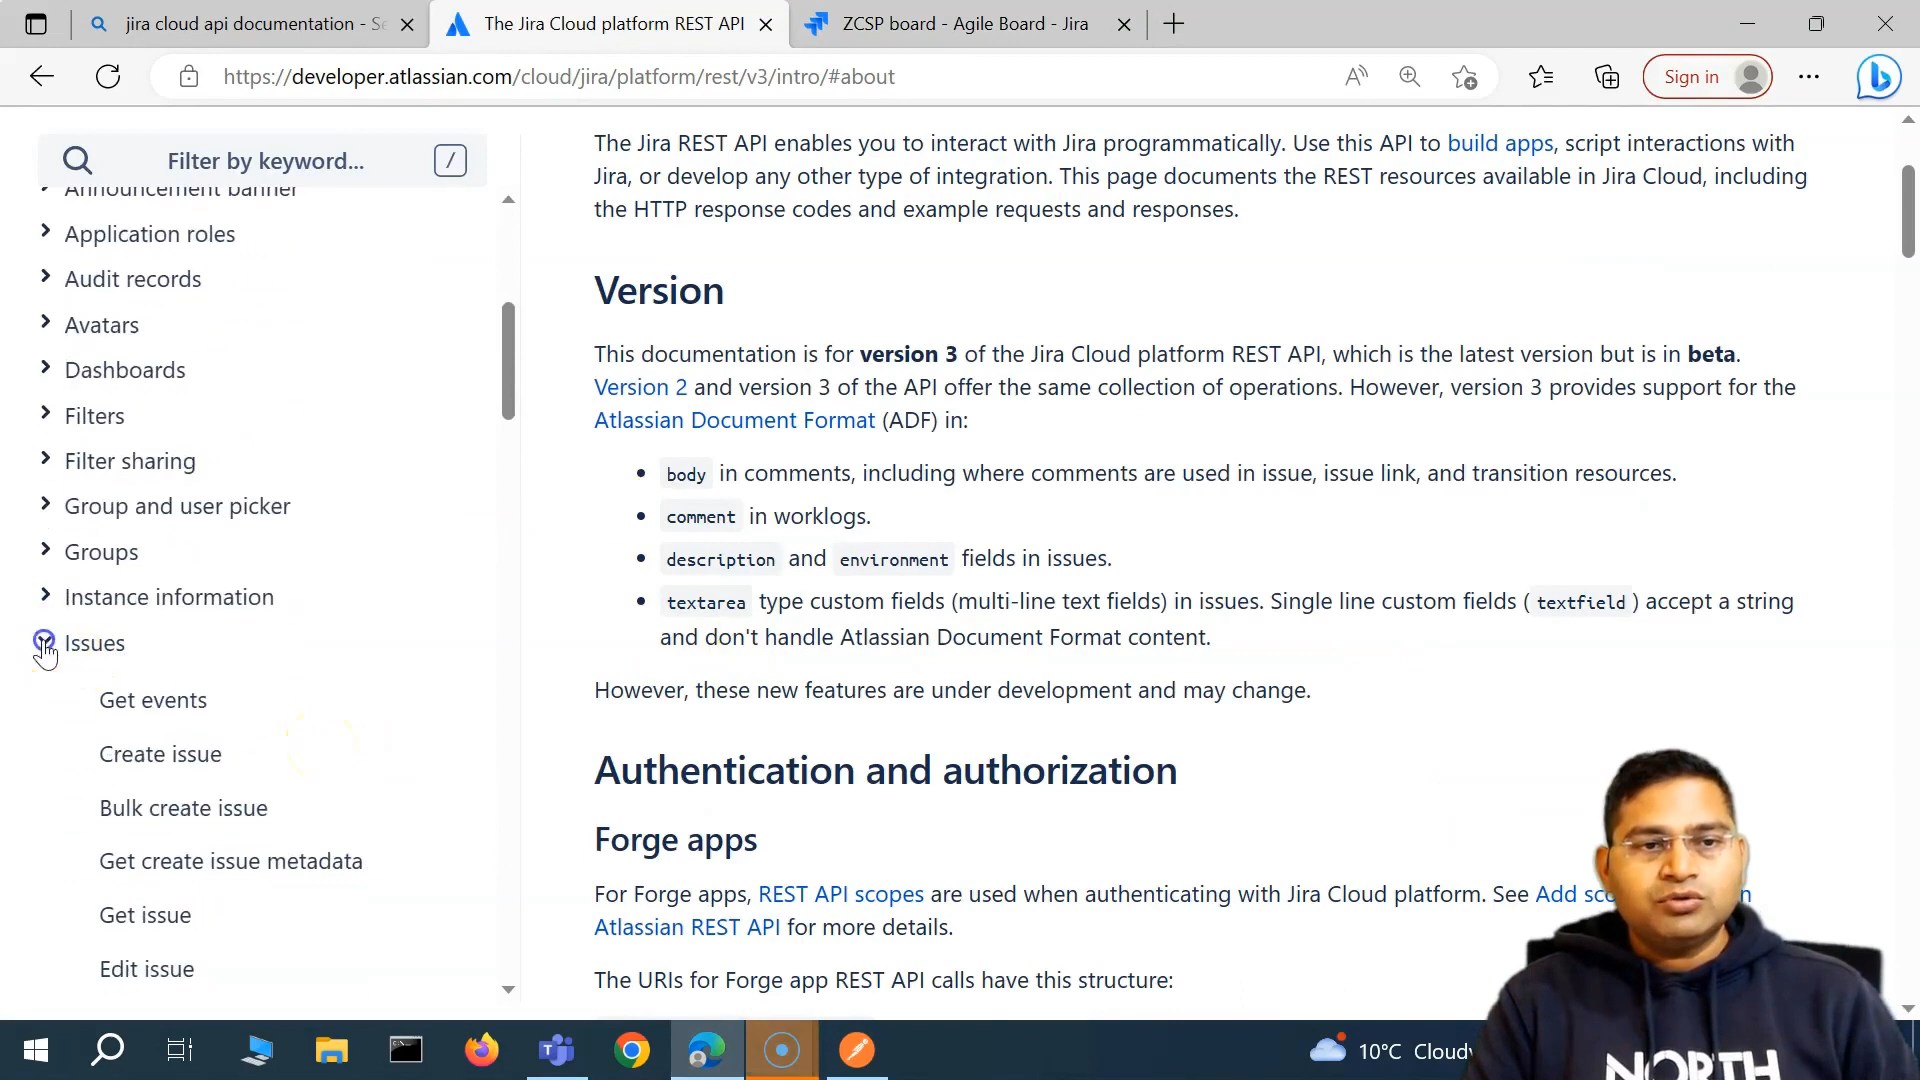 jira cloud api documentation - Se
The Jira Cloud platform REST API
ZCSP board - Agile Board - Jira
https://developer.atlassian.com/cloud/jira/platform/rest/v3/intro/#about
Sign in
Filter by keyword...
/
Announcement banner
Application roles
Audit records
Avatars
Dashboards
Filters
Filter sharing
Group and user picker
Groups
Instance information
Issues
Get events
Create issue
Bulk create issue
Get create issue metadata
Get issue
Edit issue
The Jira REST API enables you to interact with Jira programmatically. Use this API to build apps, script interactions with
Jira, or develop any other type of integration. This page documents the REST resources available in Jira Cloud, including
the HTTP response codes and example requests and responses.
Version
This documentation is for version 3 of the Jira Cloud platform REST API, which is the latest version but is in beta.
Version 2 and version 3 of the API offer the same collection of operations. However, version 3 provides support for the
Atlassian Document Format (ADF) in:
• body in comments, including where comments are used in issue, issue link, and transition resources.
• comment in worklogs.
• description and environment fields in issues.
• textarea type custom fields (multi-line text fields) in issues. Single line custom fields ( textfield ) accept a string
and don't handle Atlassian Document Format content.
However, these new features are under development and may change.
Authentication and authorization
Forge apps
For Forge apps, REST API scopes are used when authenticating with Jira Cloud platform. See Add sco
Atlassian REST API for more details.
The URIs for Forge app REST API calls have this structure:
10°C Cloudy
NORTH